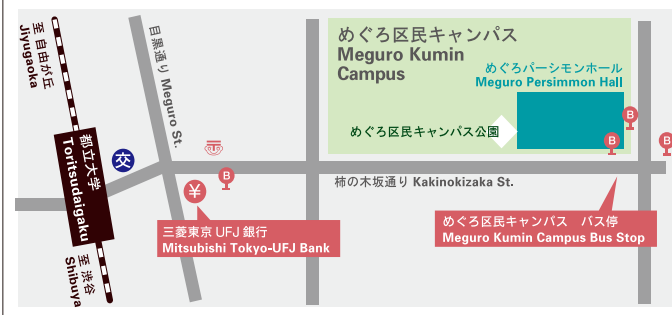 至 自由が丘
Jiyugaoka
都立大学
Toritsudaigaku
至 渋谷
Shibuya
交
目黒通り Meguro St.
〒
B
¥
三菱東京 UFJ 銀行
Mitsubishi Tokyo-UFJ Bank
めぐろ区民キャンパス
Meguro Kumin
Campus
めぐろパーシモンホール
Meguro Persimmon Hall
めぐろ区民キャンパス公園
B
B
B
柿の木坂通り Kakinokizaka St.
めぐろ区民キャンパス バス停
Meguro Kumin Campus Bus Stop